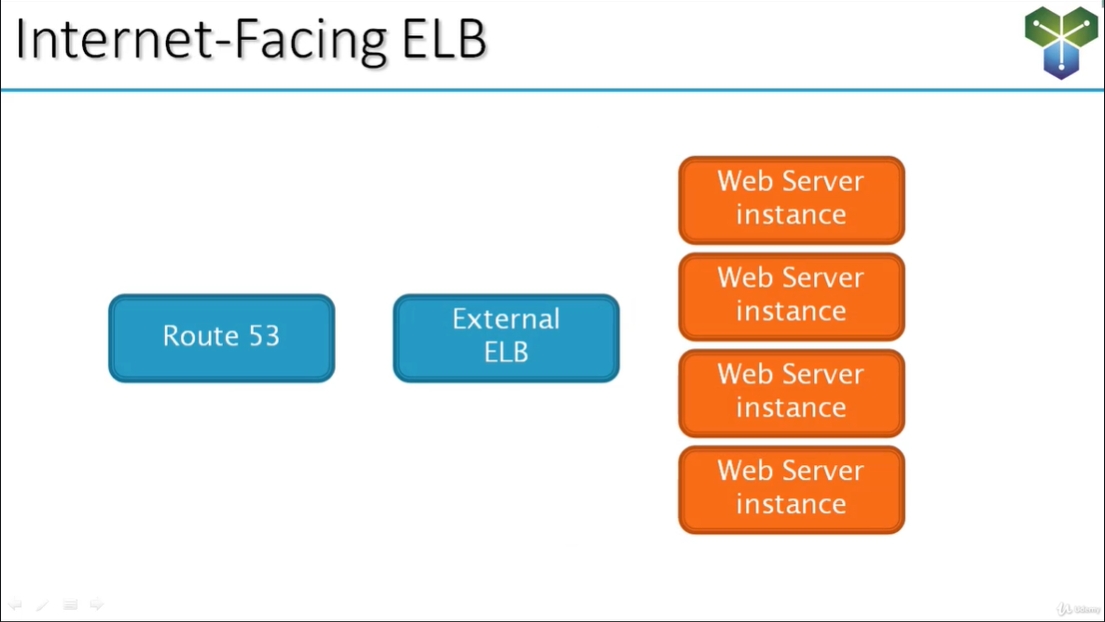 Internet-Facing ELB
Route 53
External
ELB
Web Server
instance
Web Server
instance
Web Server
instance
Web Server
instance
Udemy